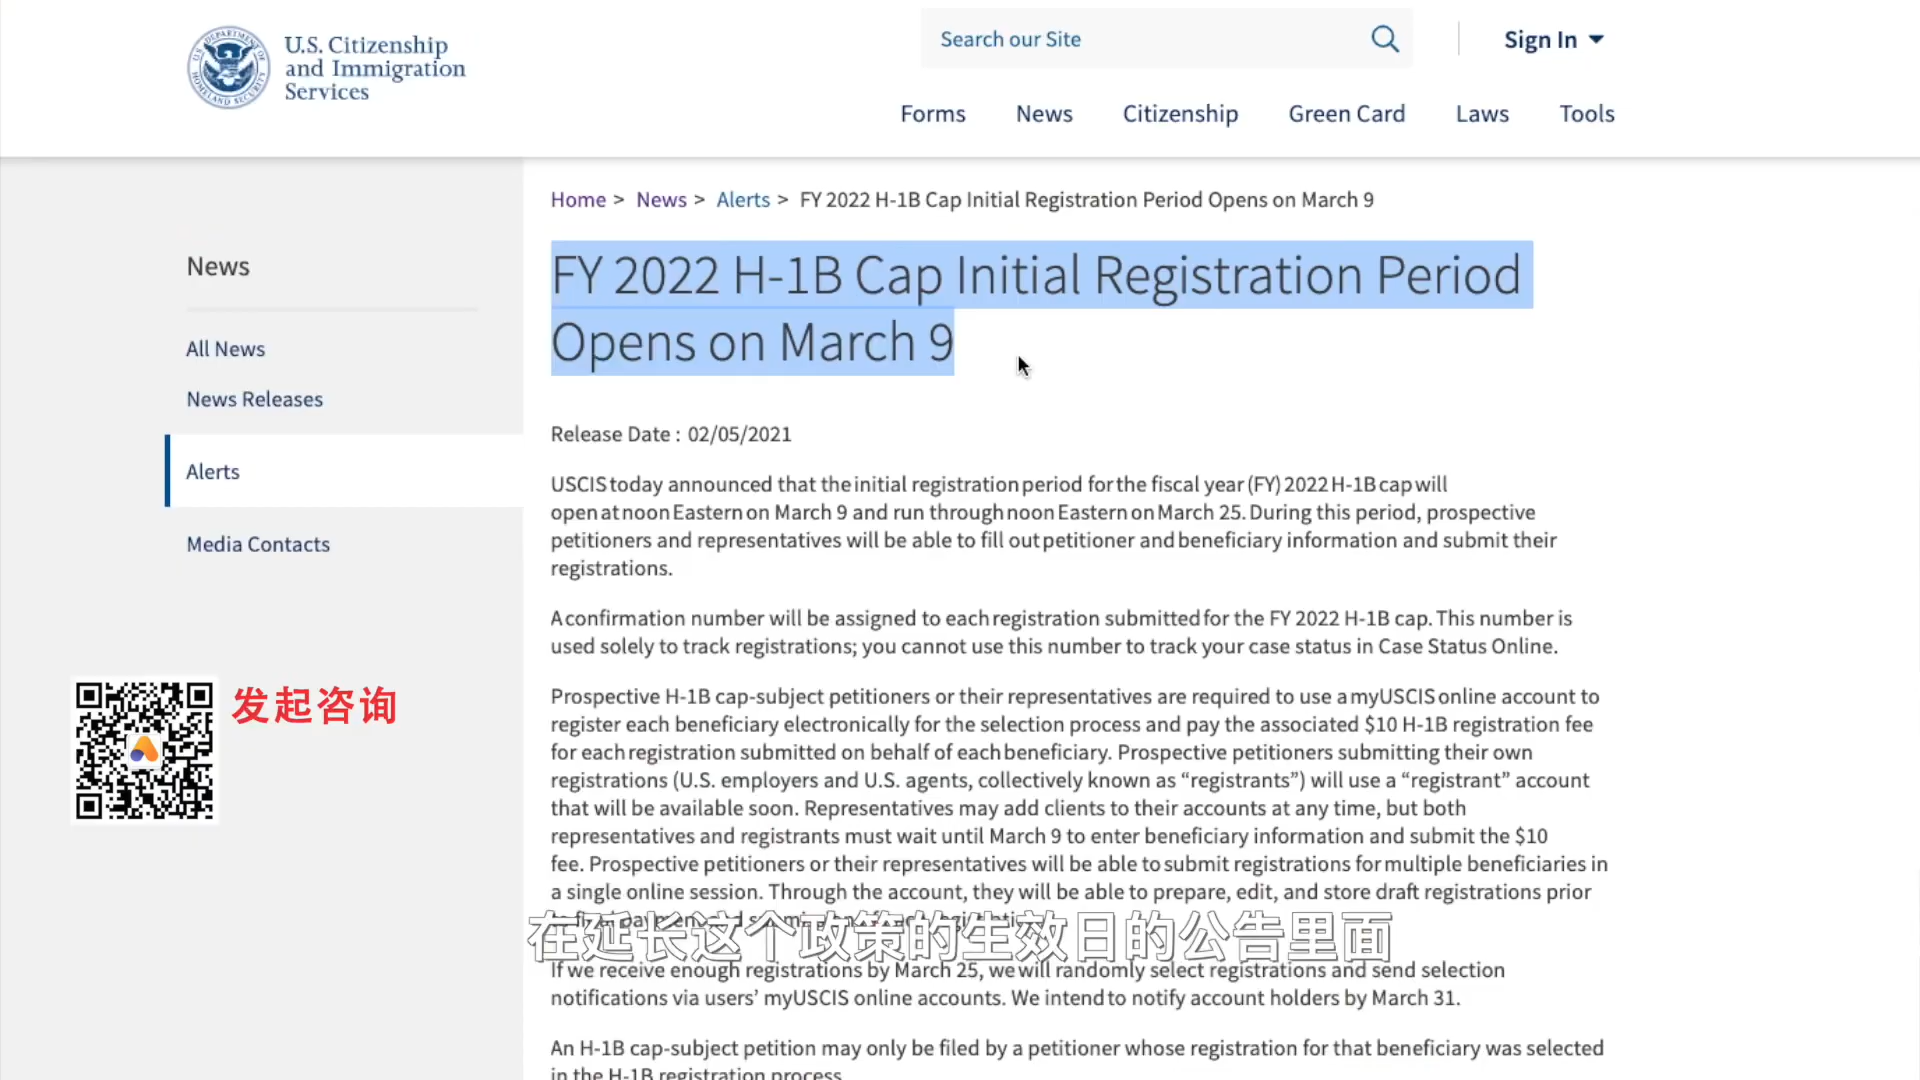 U.S. Citizenship
and Immigration
Services
Search our Site
Sign In
Forms News Citizenship Green Card Laws Tools
Home > News > Alerts > FY 2022 H-1B Cap Initial Registration Period Opens on March 9
News
All News
News Releases
Alerts
Media Contacts
发起咨询
FY 2022 H-1B Cap Initial Registration Period
Opens on March 9
Release Date : 02/05/2021
USCIS today announced that the initial registration period for the fiscal year (FY) 2022 H-1B cap will
open at noon Eastern on March 9 and run through noon Eastern on March 25. During this period, prospective
petitioners and representatives will be able to fill out petitioner and beneficiary information and submit their
registrations.
A confirmation number will be assigned to each registration submitted for the FY 2022 H-1B cap. This number is
used solely to track registrations; you cannot use this number to track your case status in Case Status Online.
Prospective H-1B cap-subject petitioners or their representatives are required to use a myUSCIS online account to
register each beneficiary electronically for the selection process and pay the associated $10 H-1B registration fee
for each registration submitted on behalf of each beneficiary. Prospective petitioners submitting their own
registrations (U.S. employers and U.S. agents, collectively known as “registrants”) will use a “registrant” account
that will be available soon. Representatives may add clients to their accounts at any time, but both
representatives and registrants must wait until March 9 to enter beneficiary information and submit the $10
fee. Prospective petitioners or their representatives will be able to submit registrations for multiple beneficiaries in
a single online session. Through the account, they will be able to prepare, edit, and store draft registrations prior
在延长这个政策的生效日的公告里面
If we receive enough registrations by March 25, we will randomly select registrations and send selection
notifications via users’ myUSCIS online accounts. We intend to notify account holders by March 31.
An H-1B cap-subject petition may only be filed by a petitioner whose registration for that beneficiary was selected
in the H-1B registration process